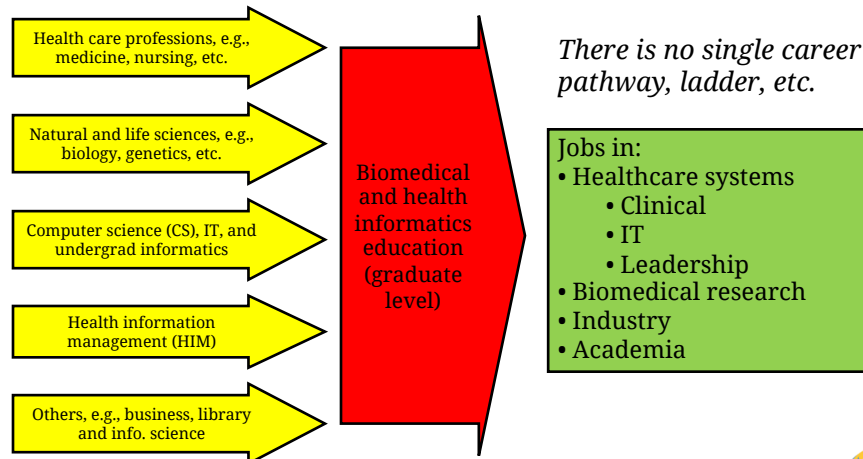 Health care professions, e.g.,
medicine, nursing, etc.
Natural and life sciences, e.g.,
biology, genetics, etc.
Computer science (CS), IT, and
undergrad informatics
Health information
management (HIM)
Others, e.g., business, library
and info. science
Biomedical
and health
informatics
education
(graduate
level)
There is no single career
pathway, ladder, etc.
Jobs in:
• Healthcare systems
• Clinical
• IT
• Leadership
• Biomedical research
• Industry
• Academia